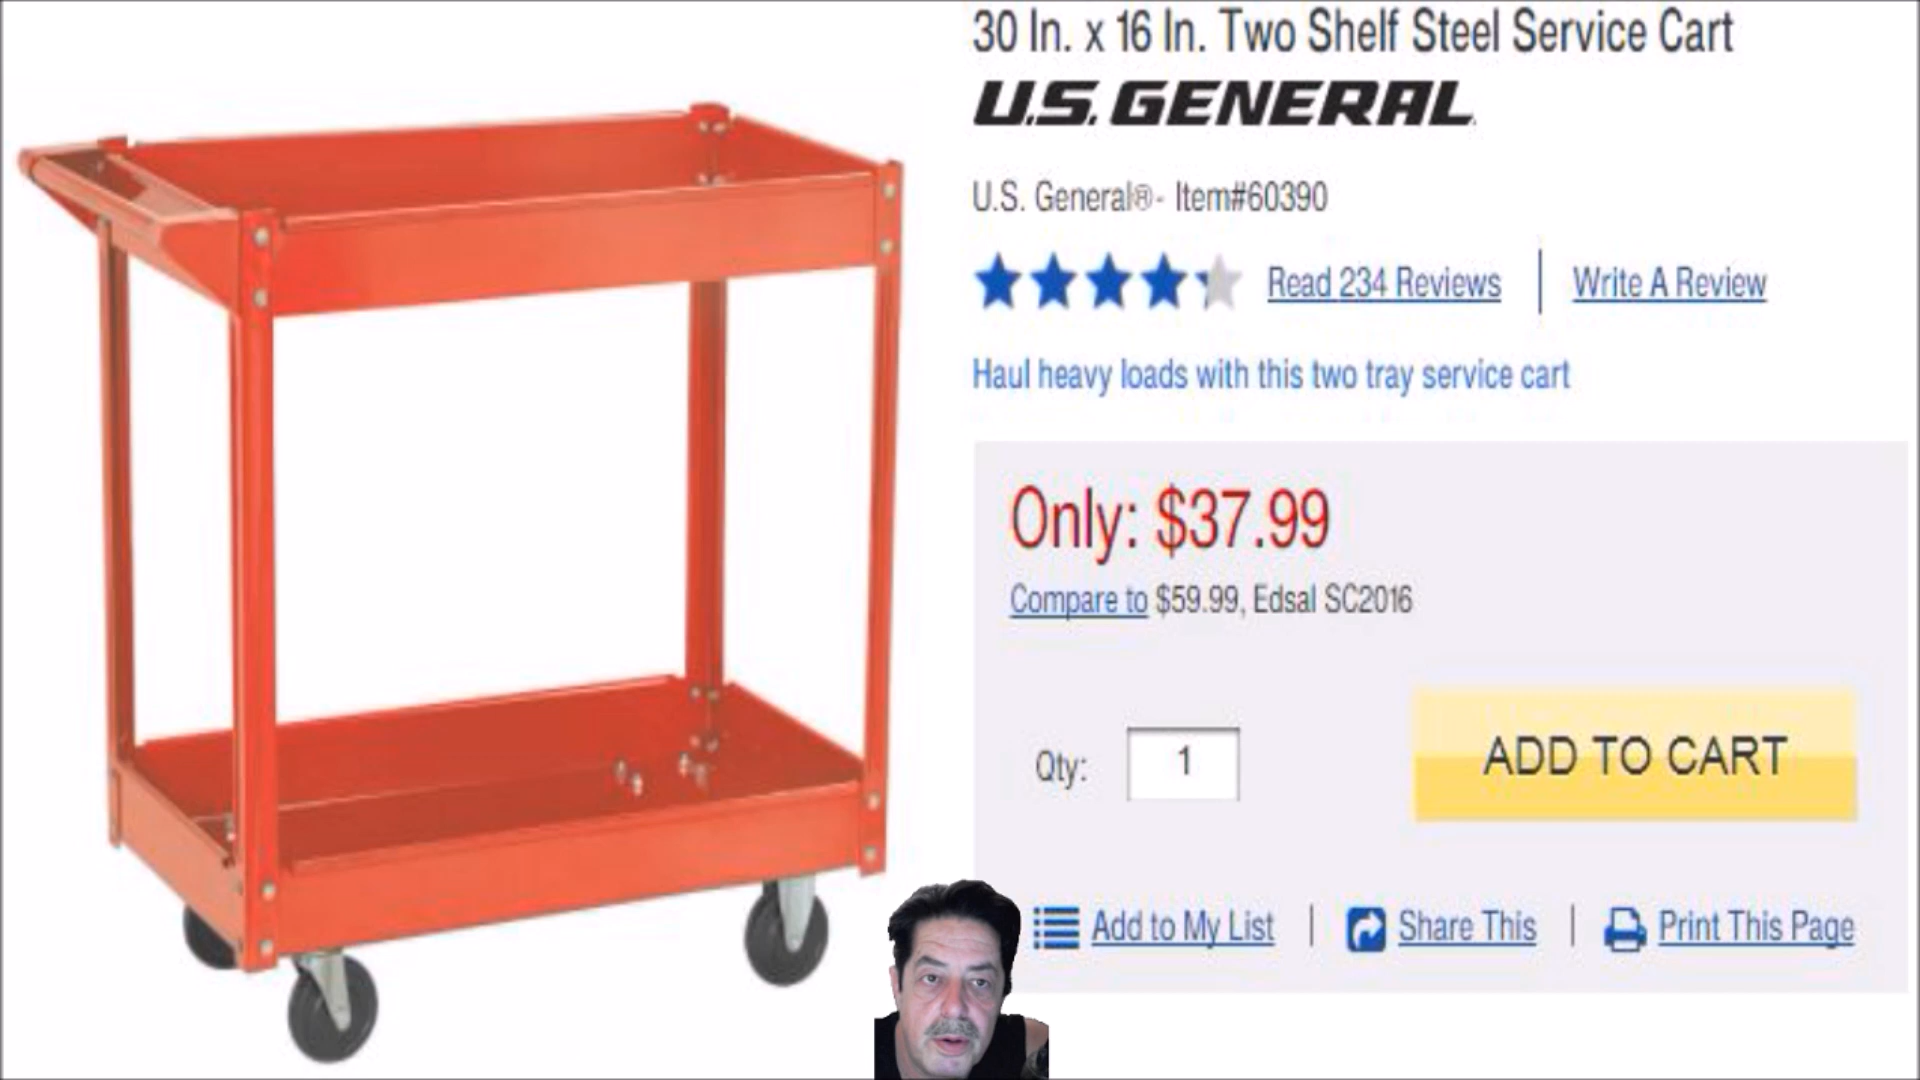 30 In. x 16 In. Two Shelf Steel Service Cart
U.S. GENERAL
U.S. General®- Item#60390
Read 234 Reviews | Write A Review
Haul heavy loads with this two tray service cart
Only: $37.99
Compare to $59.99, Edsal SC2016
Qty: 1 ADD TO CART
Add to My List | Share This | Print This Page